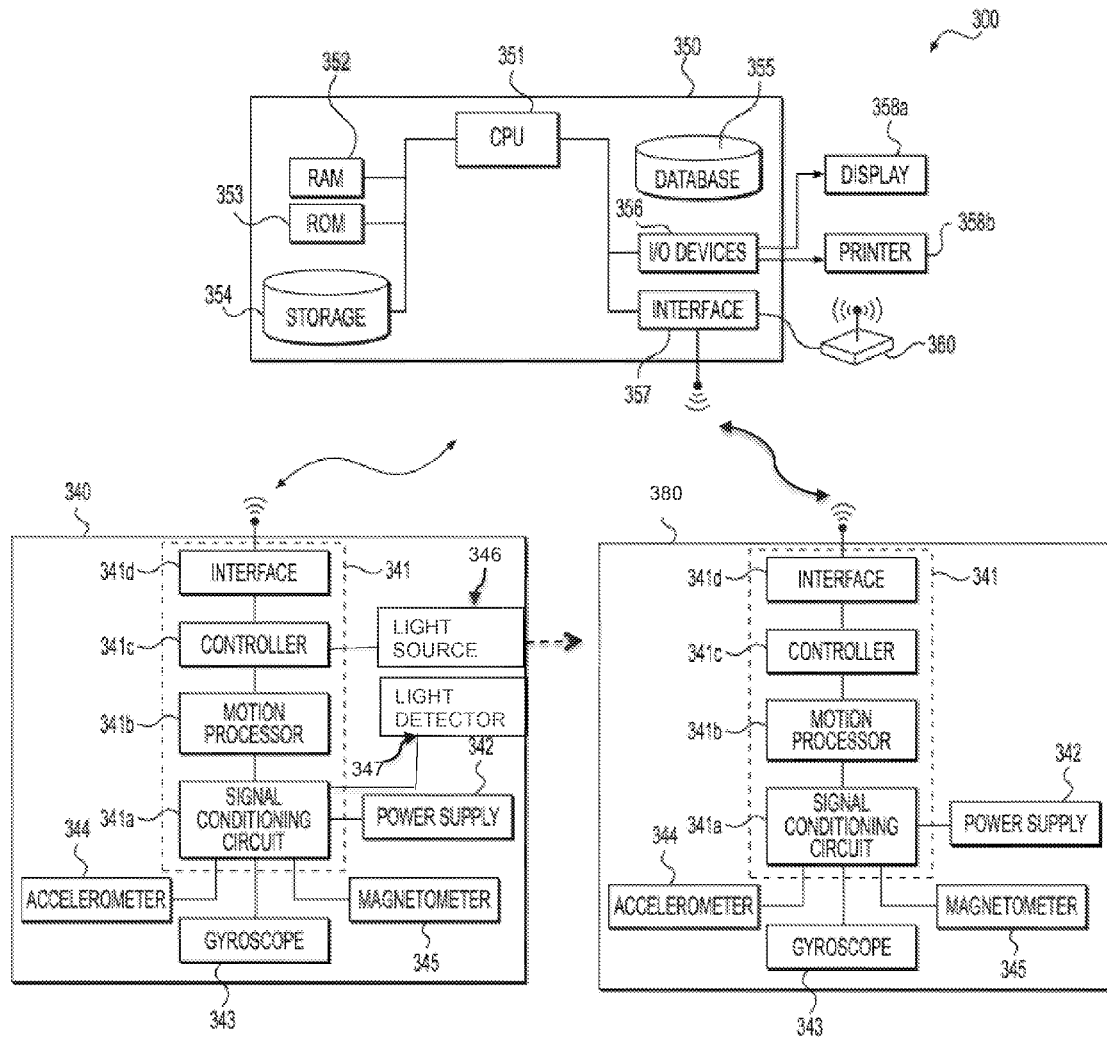 300
350
351
355
352
CPU
358a
RAM
DATABASE
DISPLAY
353
ROM
356
358b
I/O DEVICES
PRINTER
354
STORAGE
INTERFACE
357
360
340
341d
INTERFACE
341
346
341c
CONTROLLER
LIGHT
SOURCE
341b
MOTION
PROCESSOR
LIGHT
DETECTOR
347
342
341a
SIGNAL
CONDITIONING
CIRCUIT
POWER SUPPLY
344
ACCELEROMETER
MAGNETOMETER
GYROSCOPE
345
343
380
341d
INTERFACE
341
341c
CONTROLLER
341b
MOTION
PROCESSOR
342
341a
SIGNAL
CONDITIONING
CIRCUIT
POWER SUPPLY
344
ACCELEROMETER
MAGNETOMETER
GYROSCOPE
345
343